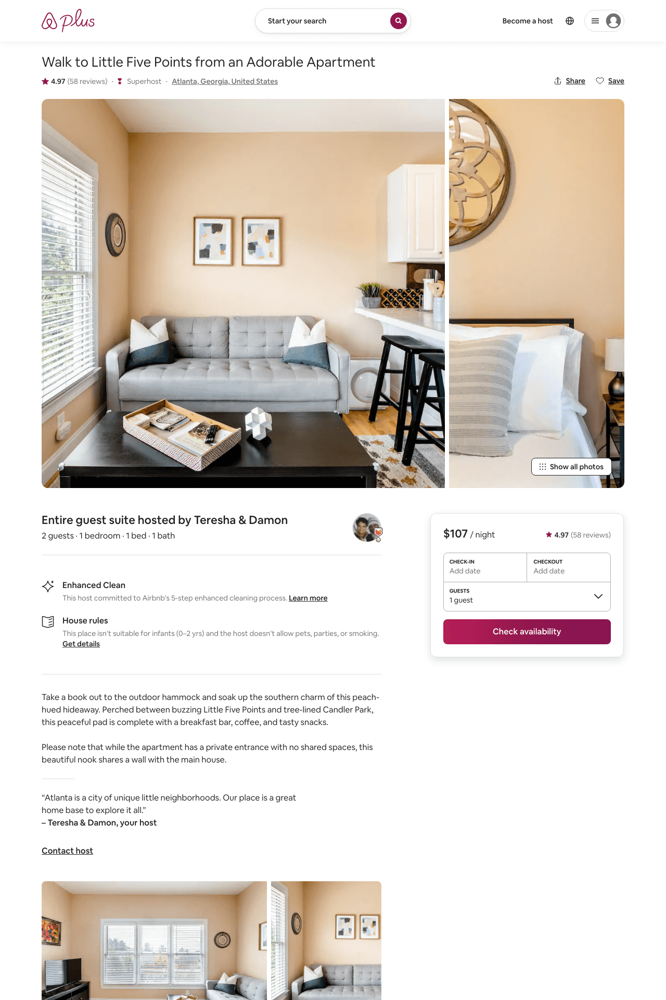 plus
Start your search
Become a host
Walk to Little Five Points from an Adorable Apartment
4.97 (58 reviews) · Superhost · Atlanta, Georgia, United States
Share
Save
Show all photos
Entire guest suite hosted by Teresha & Damon
2 guests · 1 bedroom · 1 bed · 1 bath
$107 / night
4.97 (58 reviews)
CHECK-IN
Add date
CHECKOUT
Add date
GUESTS
1 guest
Check availability
Enhanced Clean
This host committed to Airbnb's 5-step enhanced cleaning process. Learn more
House rules
This place isn’t suitable for infants (0–2 yrs) and the host doesn’t allow pets, parties, or smoking.
Get details
Take a book out to the outdoor hammock and soak up the southern charm of this peach-
hued hideaway. Perched between buzzing Little Five Points and tree-lined Candler Park,
this peaceful pad is complete with a breakfast bar, coffee, and tasty snacks.
Please note that while the apartment has a private entrance with no shared spaces, this
beautiful nook shares a wall with the main house.
“Atlanta is a city of unique little neighborhoods. Our place is a great
home base to explore it all.”
– Teresha & Damon, your host
Contact host